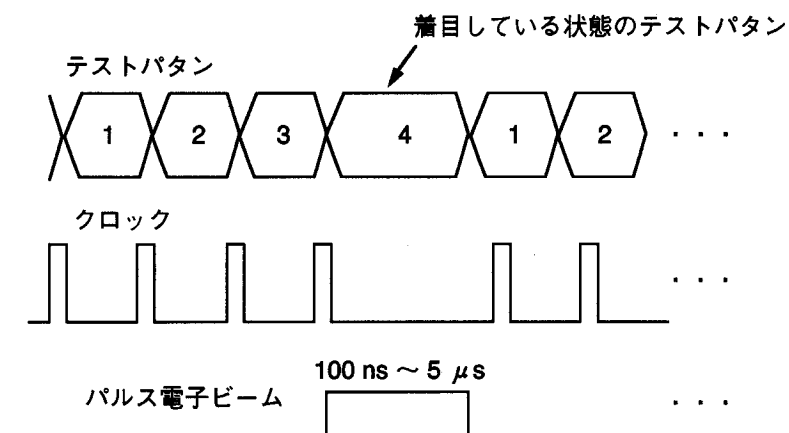 着目している状態のテストパタン
テストパタン
1 2 3 4 1 2 ・・・
クロック
・・・
100 ns ～ 5 μs
パルス電子ビーム ・・・